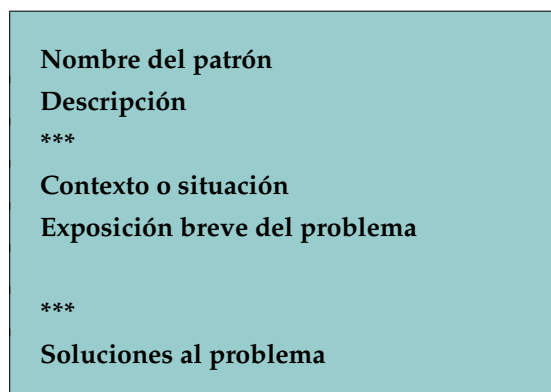 Nombre del patrón
Descripción
***
Contexto o situación
Exposición breve del problema
***
Soluciones al problema